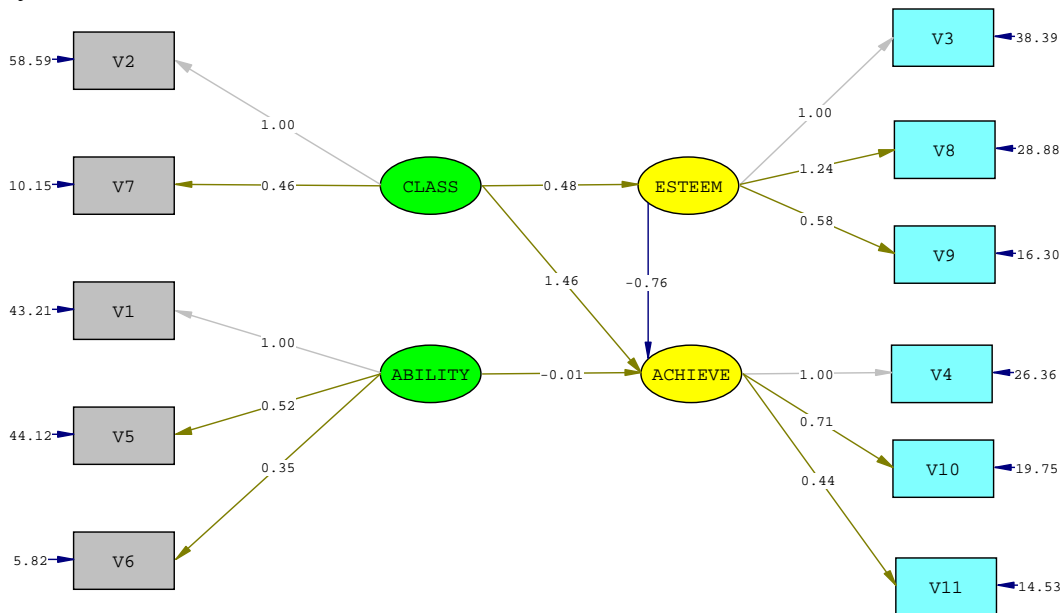 V3
38.39
58.59
V2
1.00
1.00
V8
28.88
1.24
V7
10.15
0.46
CLASS
0.48
ESTEEM
0.58
V9
16.30
1.46
-0.76
V1
43.21
1.00
ABILITY
-0.01
ACHIEVE
1.00
V4
26.36
0.52
V5
44.12
0.71
0.35
0.44
V10
19.75
V6
5.82
V11
14.53